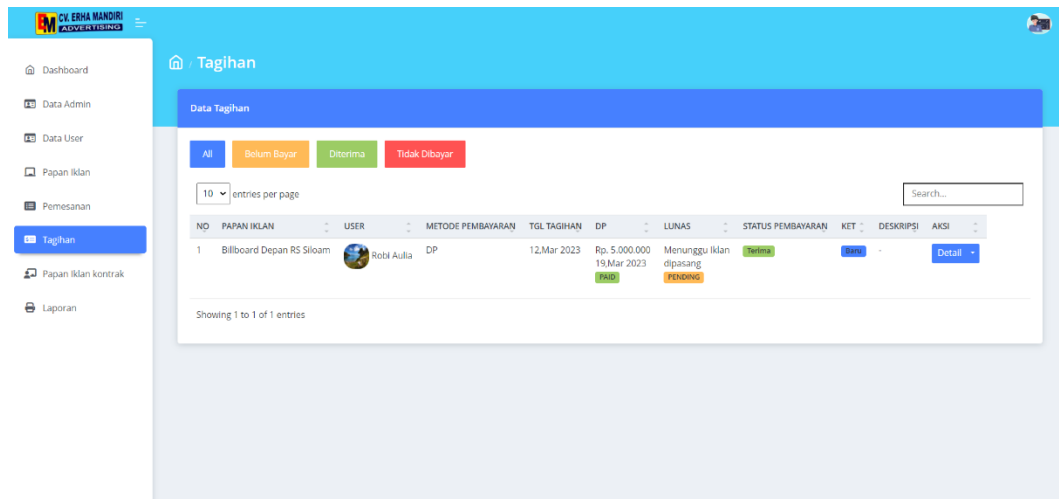 CV. ERHA MANDIRI
ADVERTISING
Dashboard
Data Admin
Data User
Papan Iklan
Pemesanan
Tagihan
Papan Iklan kontrak
Laporan
/ Tagihan
Data Tagihan
All Belum Bayar Diterima Tidak Dibayar
10 entries per page Search...
NO PAPAN IKLAN USER METODE PEMBAYARAN TGL TAGIHAN DP LUNAS STATUS PEMBAYARAN KET DESKRIPSI AKSI
1 Billboard Depan RS Siloam Robi Aulia DP 12,Mar 2023 Rp. 5.000.000 Menunggu Iklan Terima Baru - Detail
19,Mar 2023 dipasang
PAID PENDING
Showing 1 to 1 of 1 entries